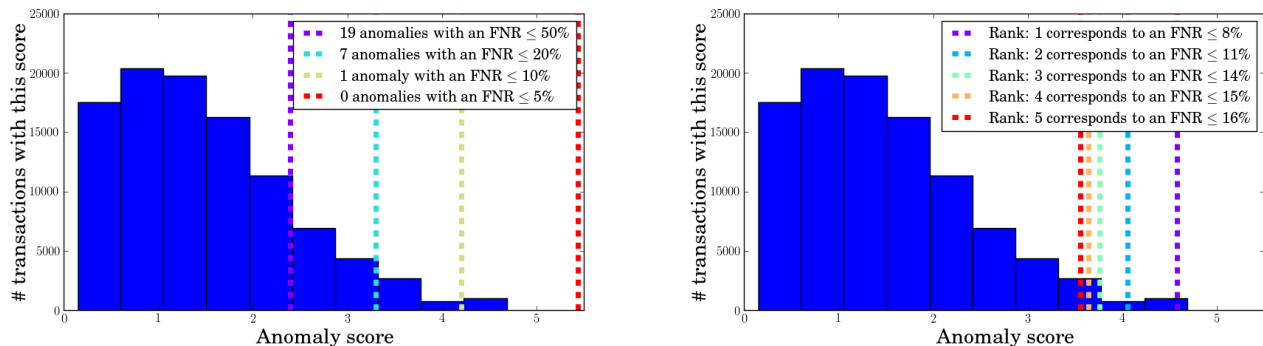 25000
20000
15000
10000
5000
0
# transactions with this score
19 anomalies with an FNR ≤ 50%
7 anomalies with an FNR ≤ 20%
1 anomaly with an FNR ≤ 10%
0 anomalies with an FNR ≤ 5%
0 1 2 3 4 5
Anomaly score
25000
20000
15000
10000
5000
0
# transactions with this score
Rank: 1 corresponds to an FNR ≤ 8%
Rank: 2 corresponds to an FNR ≤ 11%
Rank: 3 corresponds to an FNR ≤ 14%
Rank: 4 corresponds to an FNR ≤ 15%
Rank: 5 corresponds to an FNR ≤ 16%
0 1 2 3 4 5
Anomaly score